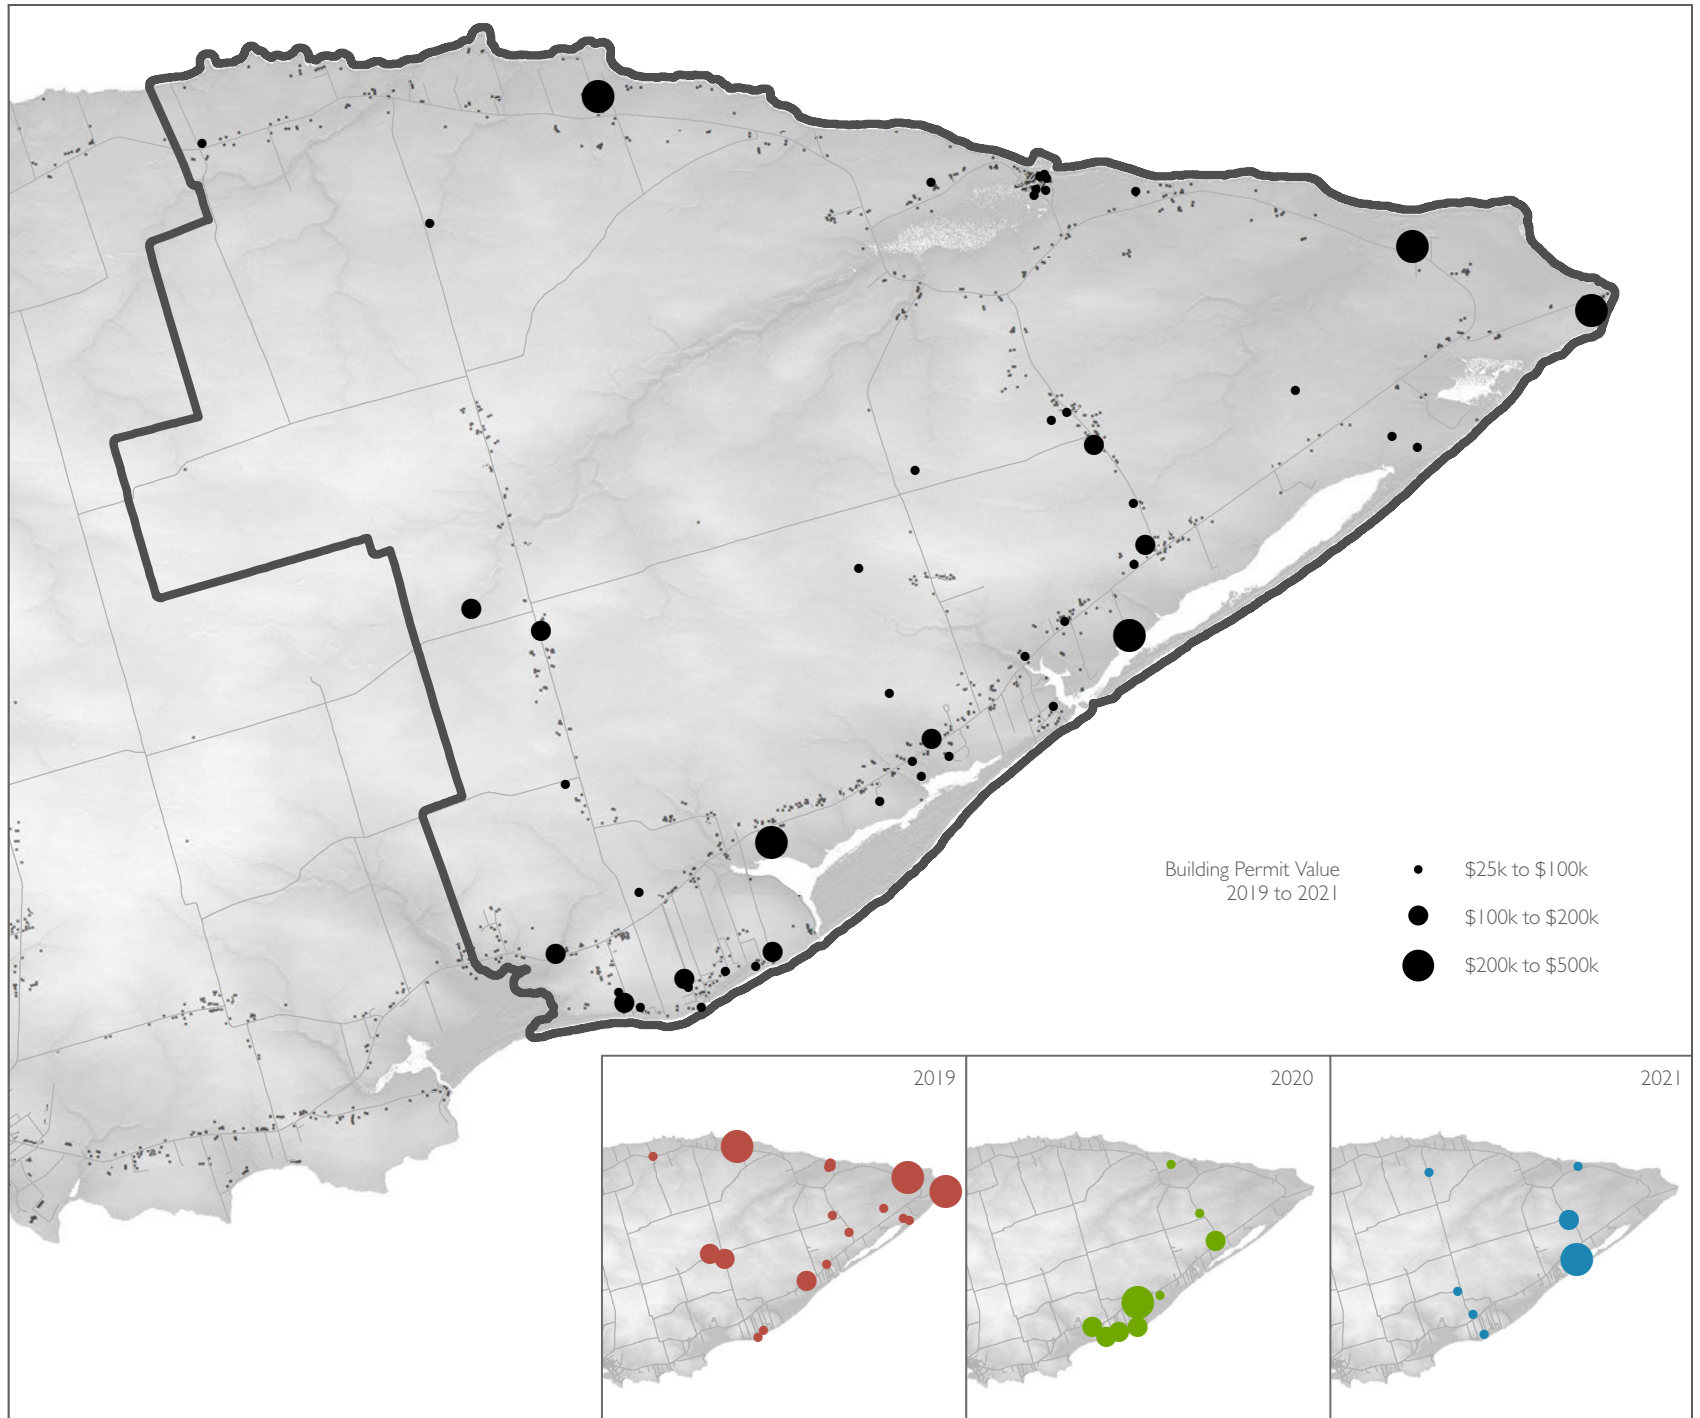 Building Permit Value
2019 to 2021
$25k to $100k
$100k to $200k
$200k to $500k
2019
2020
2021